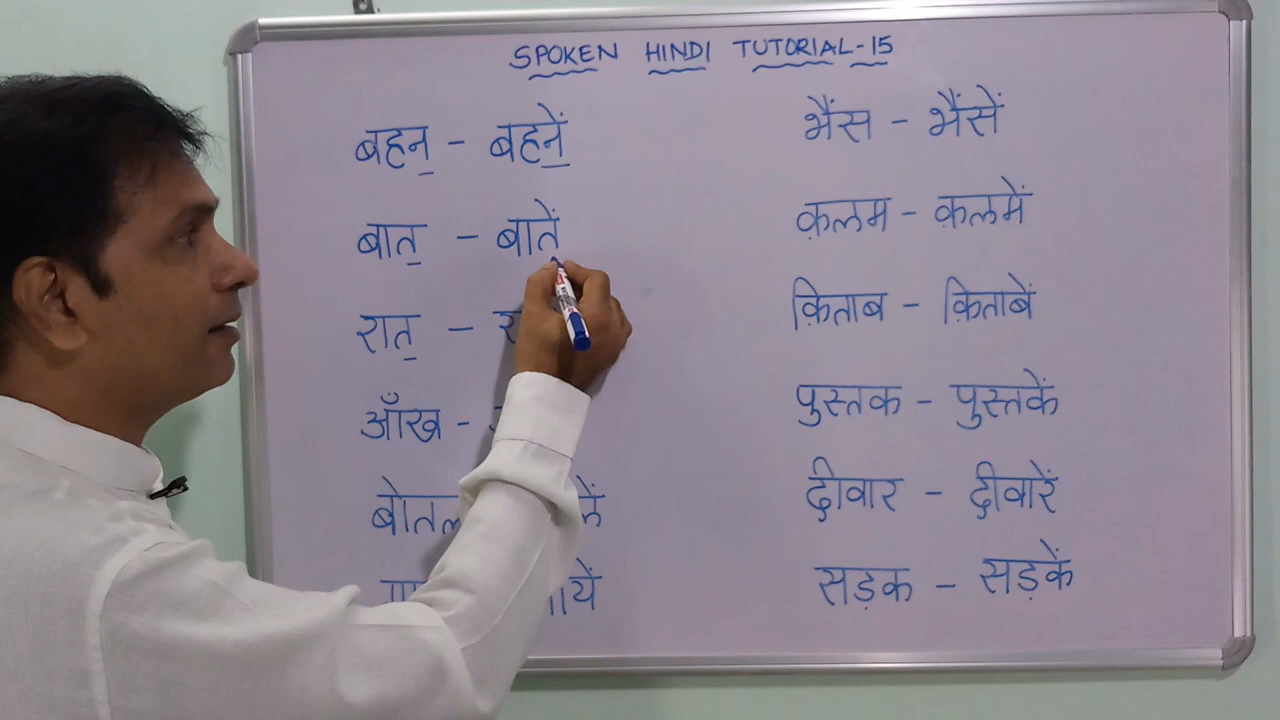 SPOKEN HINDI TUTORIAL-15
बहन - बहनें
बात - बातें
रात -
आँख -
गायें
भैंस - भैंसें
क़लम - क़लमें
क़िताब - क़िताबें
पुस्तक - पुस्तकें
दीवार - दीवारें
सड़क - सड़कें